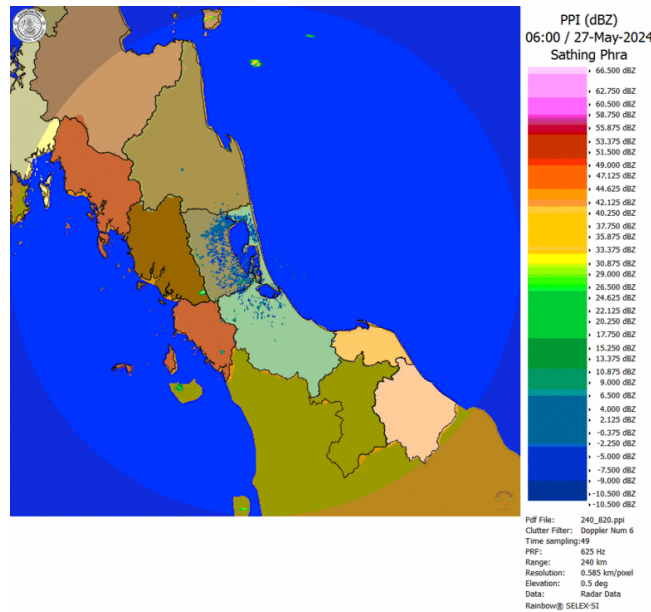 PPI (dBZ)
06:00 / 27-May-2024
Sathing Phra
66.500 dBZ
62.750 dBZ
60.500 dBZ
58.750 dBZ
55.875 dBZ
53.375 dBZ
51.500 dBZ
49.000 dBZ
47.125 dBZ
44.625 dBZ
42.125 dBZ
40.250 dBZ
37.750 dBZ
35.875 dBZ
33.375 dBZ
30.875 dBZ
29.000 dBZ
26.500 dBZ
24.625 dBZ
22.125 dBZ
20.250 dBZ
17.750 dBZ
15.250 dBZ
13.375 dBZ
10.875 dBZ
9.000 dBZ
6.500 dBZ
4.000 dBZ
2.125 dBZ
-0.375 dBZ
-2.250 dBZ
-5.000 dBZ
-7.500 dBZ
-9.000 dBZ
-10.500 dBZ
-10.500 dBZ
Pdf File: 240_820.ppi
Clutter Filter: Doppler Num 6
Time sampling:49
PRF: 625 Hz
Range: 240 km
Resolution: 0.585 km/pixel
Elevation: 0.5 deg
Data: Radar Data
Rainbow® SELEX-SI